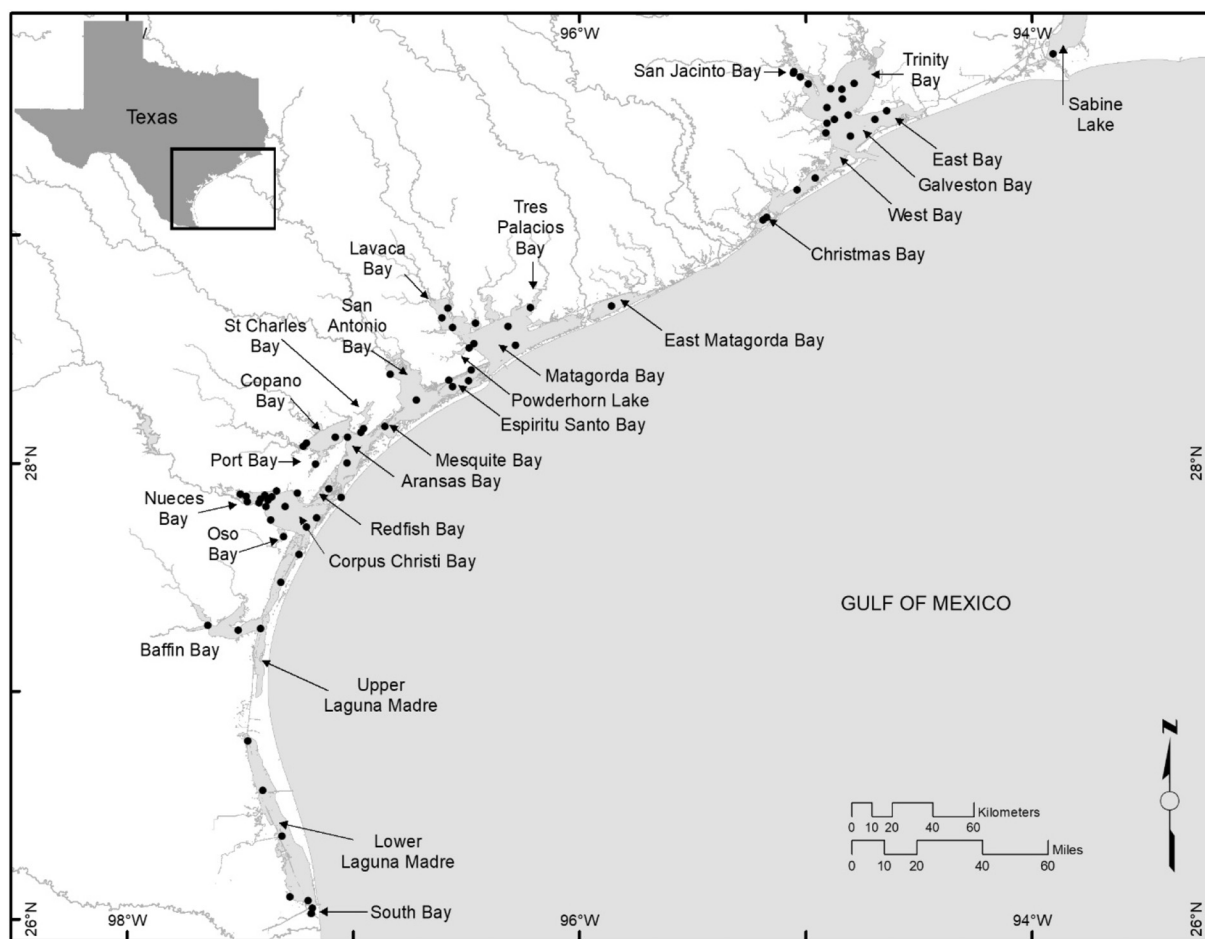 96°W
94°W
Texas
San Jacinto Bay
Trinity
Bay
Sabine
Lake
East Bay
Galveston Bay
West Bay
Christmas Bay
Tres
Palacios
Bay
Lavaca
Bay
San
Antonio
Bay
St Charles
Bay
Copano
Bay
East Matagorda Bay
Matagorda Bay
Powderhorn Lake
Espiritu Santo Bay
Mesquite Bay
Port Bay
Aransas Bay
28°N
28°N
Nueces
Bay
Redfish Bay
Oso
Bay
Corpus Christi Bay
GULF OF MEXICO
Baffin Bay
Upper
Laguna Madre
N
Kilometers
0 10 20 40 60
Miles
0 10 20 40 60
Lower
Laguna Madre
South Bay
26°N
98°W
96°W
94°W
26°N